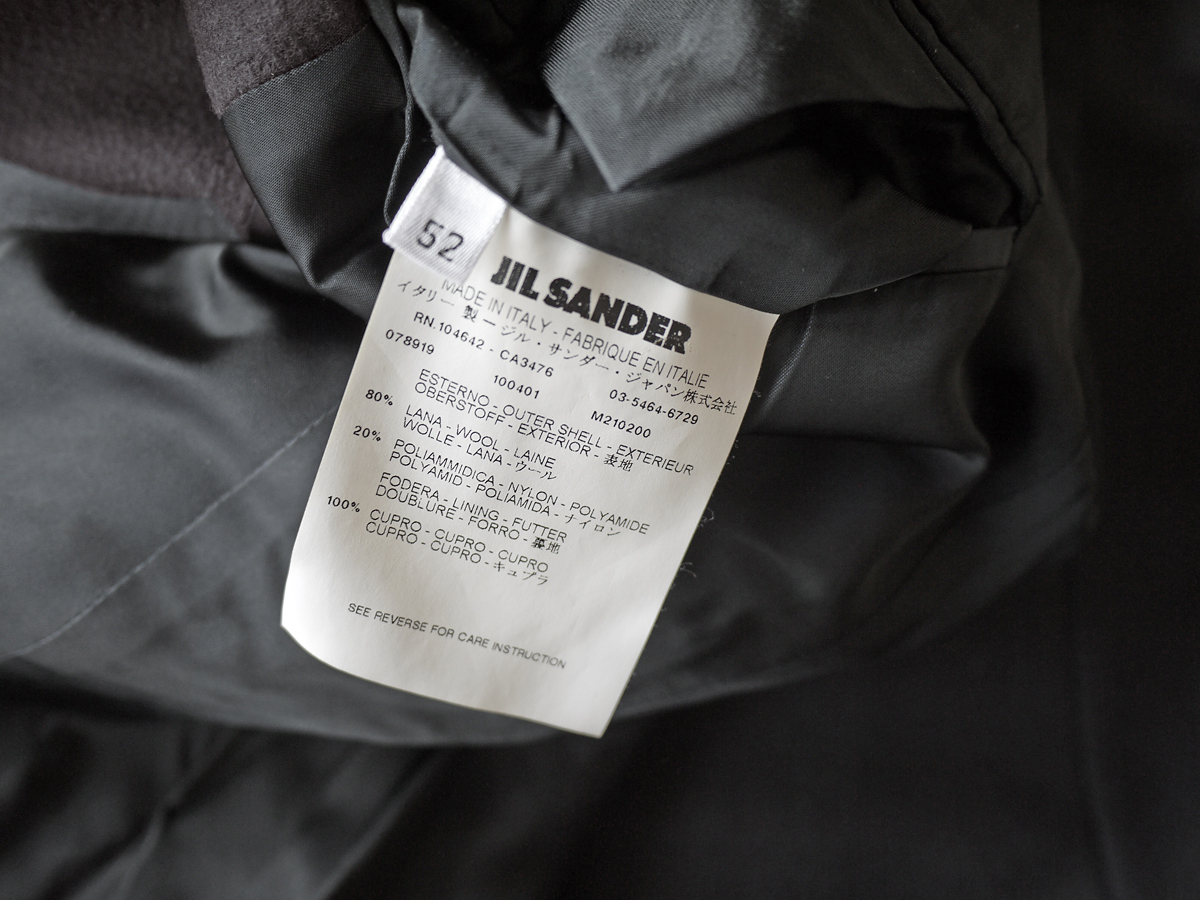 52
JIL SANDER
MADE IN ITALY - FABRIQUE EN ITALIE
イタリー 製 ー ジル・サンダー・ジャパン株式会社
RN.104642 - CA3476 03-5464-6729
078919 100401 M210200
ESTERNO - OUTER SHELL - EXTERIEUR
OBERSTOFF - EXTERIOR - 表地
80% LANA - WOOL - LAINE
WOLLE - LANA - ウール
20% POLIAMMIDICA - NYLON - POLYAMIDE
POLYAMID - POLIAMIDA - ナイロン
FODERA - LINING - FUTTER
DOUBLURE - FORRO - 裏地
100% CUPRO - CUPRO - CUPRO
CUPRO - CUPRO - キュプラ
SEE REVERSE FOR CARE INSTRUCTION